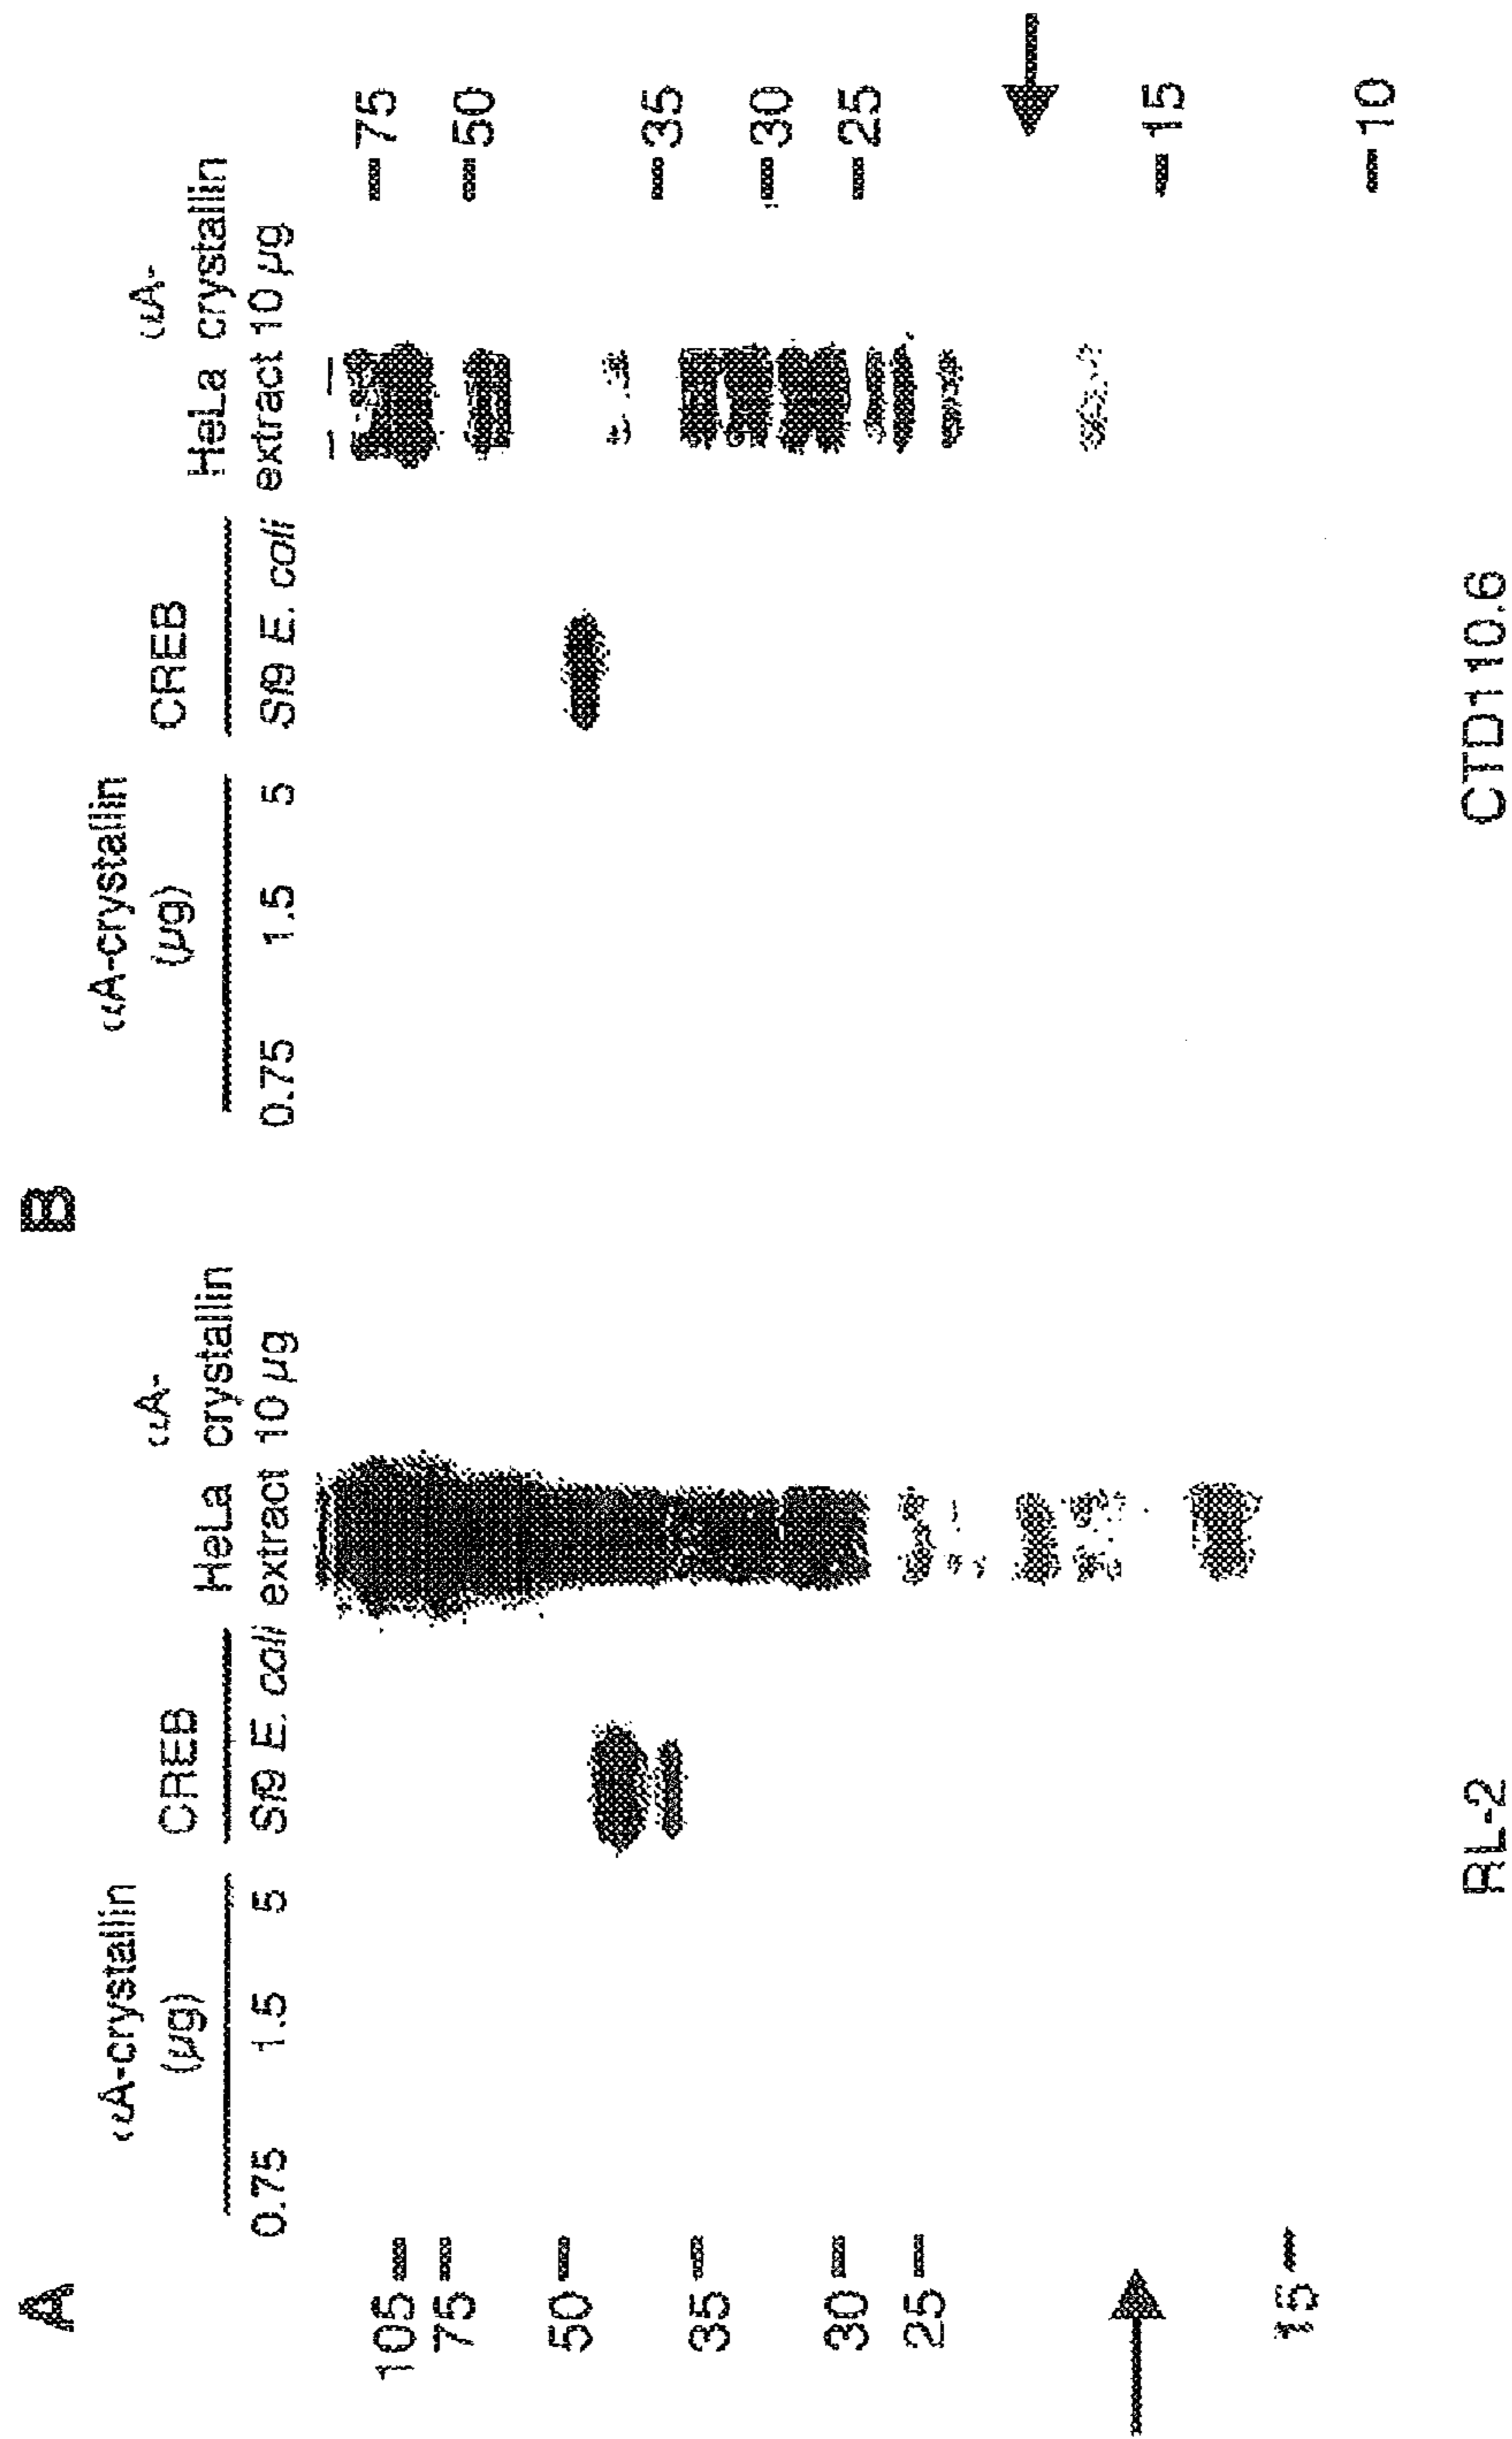 A
αA-crystallin
(μg)
CREB
αA-
HeLa crystallin
0.75 1.5 5 Sf9 E. coli extract 10 μg
105
75
50
35
30
25
15
RL-2
B
αA-crystallin
(μg)
CREB
αA-
HeLa crystallin
0.75 1.5 5 Sf9 E. coli extract 10 μg
75
50
35
30
25
15
10
CTD110.6